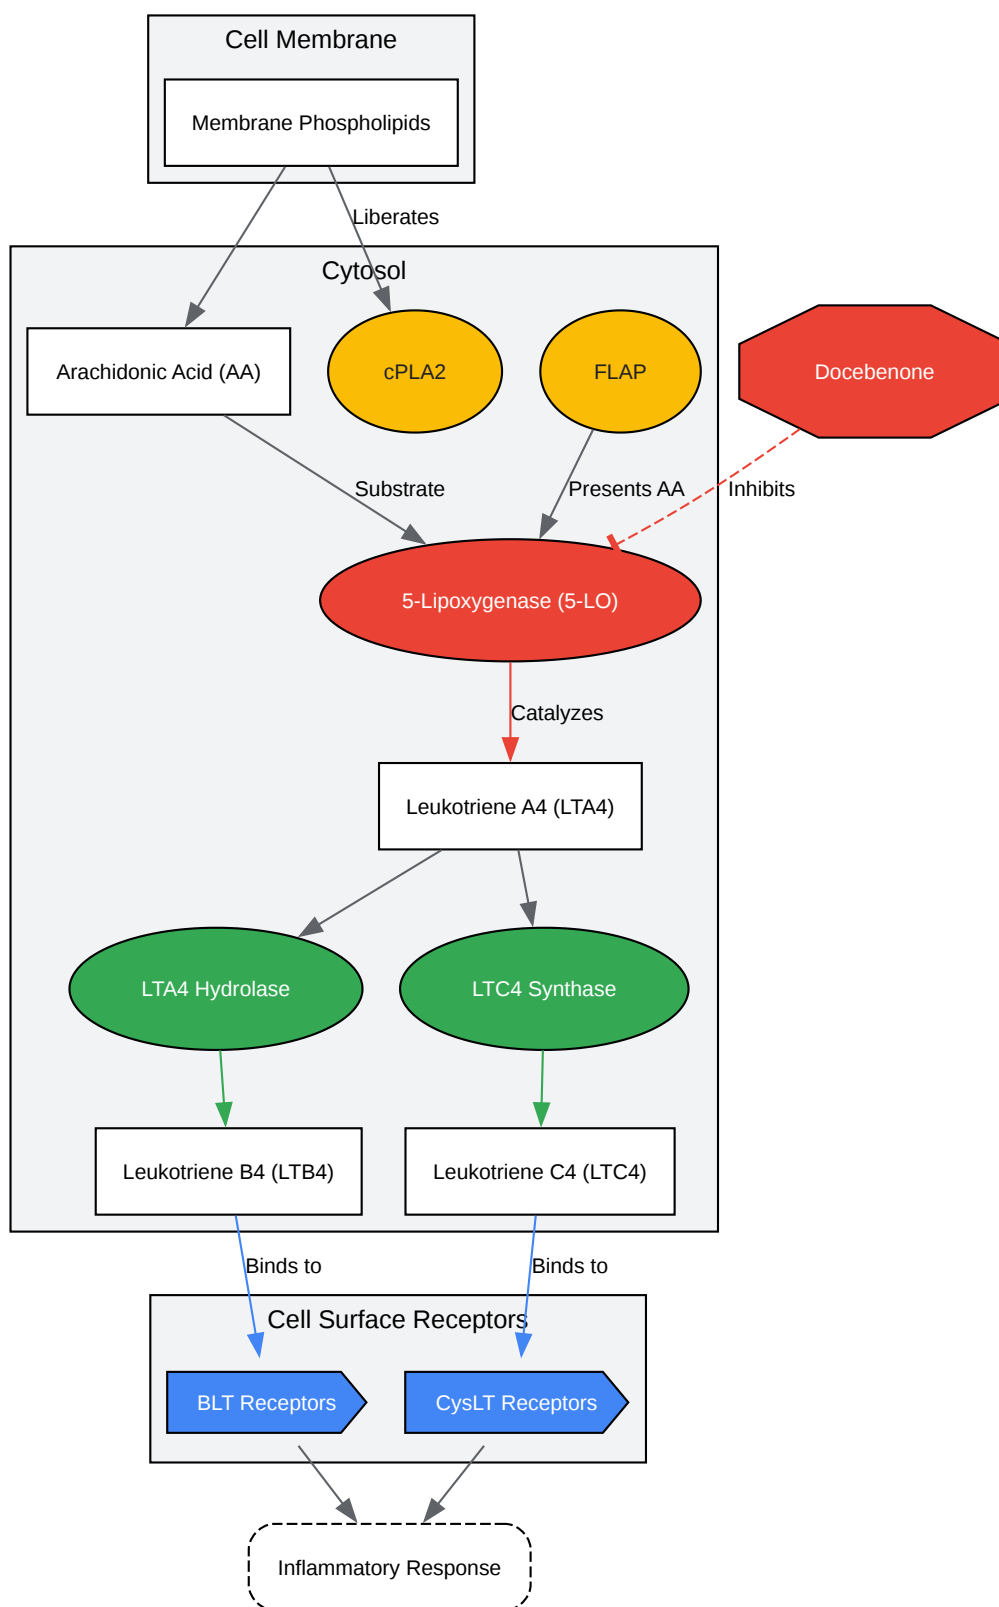 Cell Membrane
Membrane Phospholipids
Liberates
Cytosol
Arachidonic Acid (AA)
cPLA2
FLAP
Docebenone
Substrate
Presents AA
Inhibits
5-Lipoxygenase (5-LO)
Catalyzes
Leukotriene A4 (LTA4)
LTA4 Hydrolase
LTC4 Synthase
Leukotriene B4 (LTB4)
Leukotriene C4 (LTC4)
Binds to
Binds to
Cell Surface Receptors
BLT Receptors
CysLT Receptors
Inflammatory Response